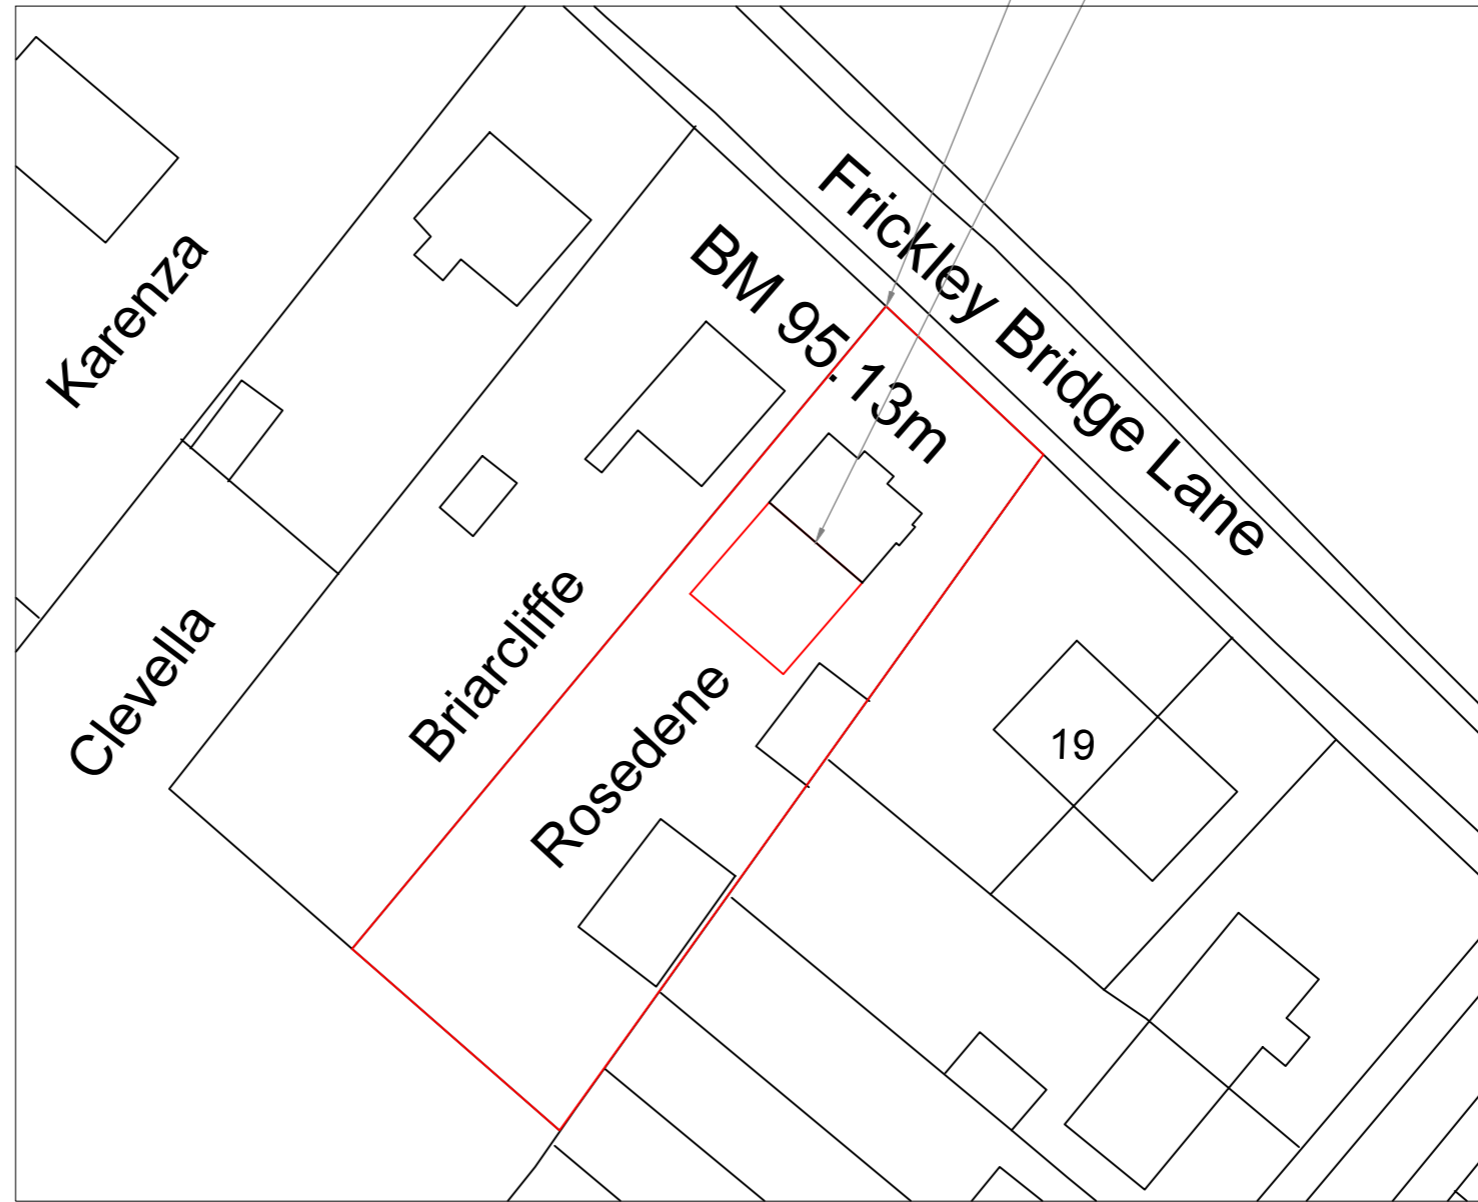 Karenza
Frickley Bridge Lane
BM 95.13m
Clevella
Briarcliffe
Rosedene
19